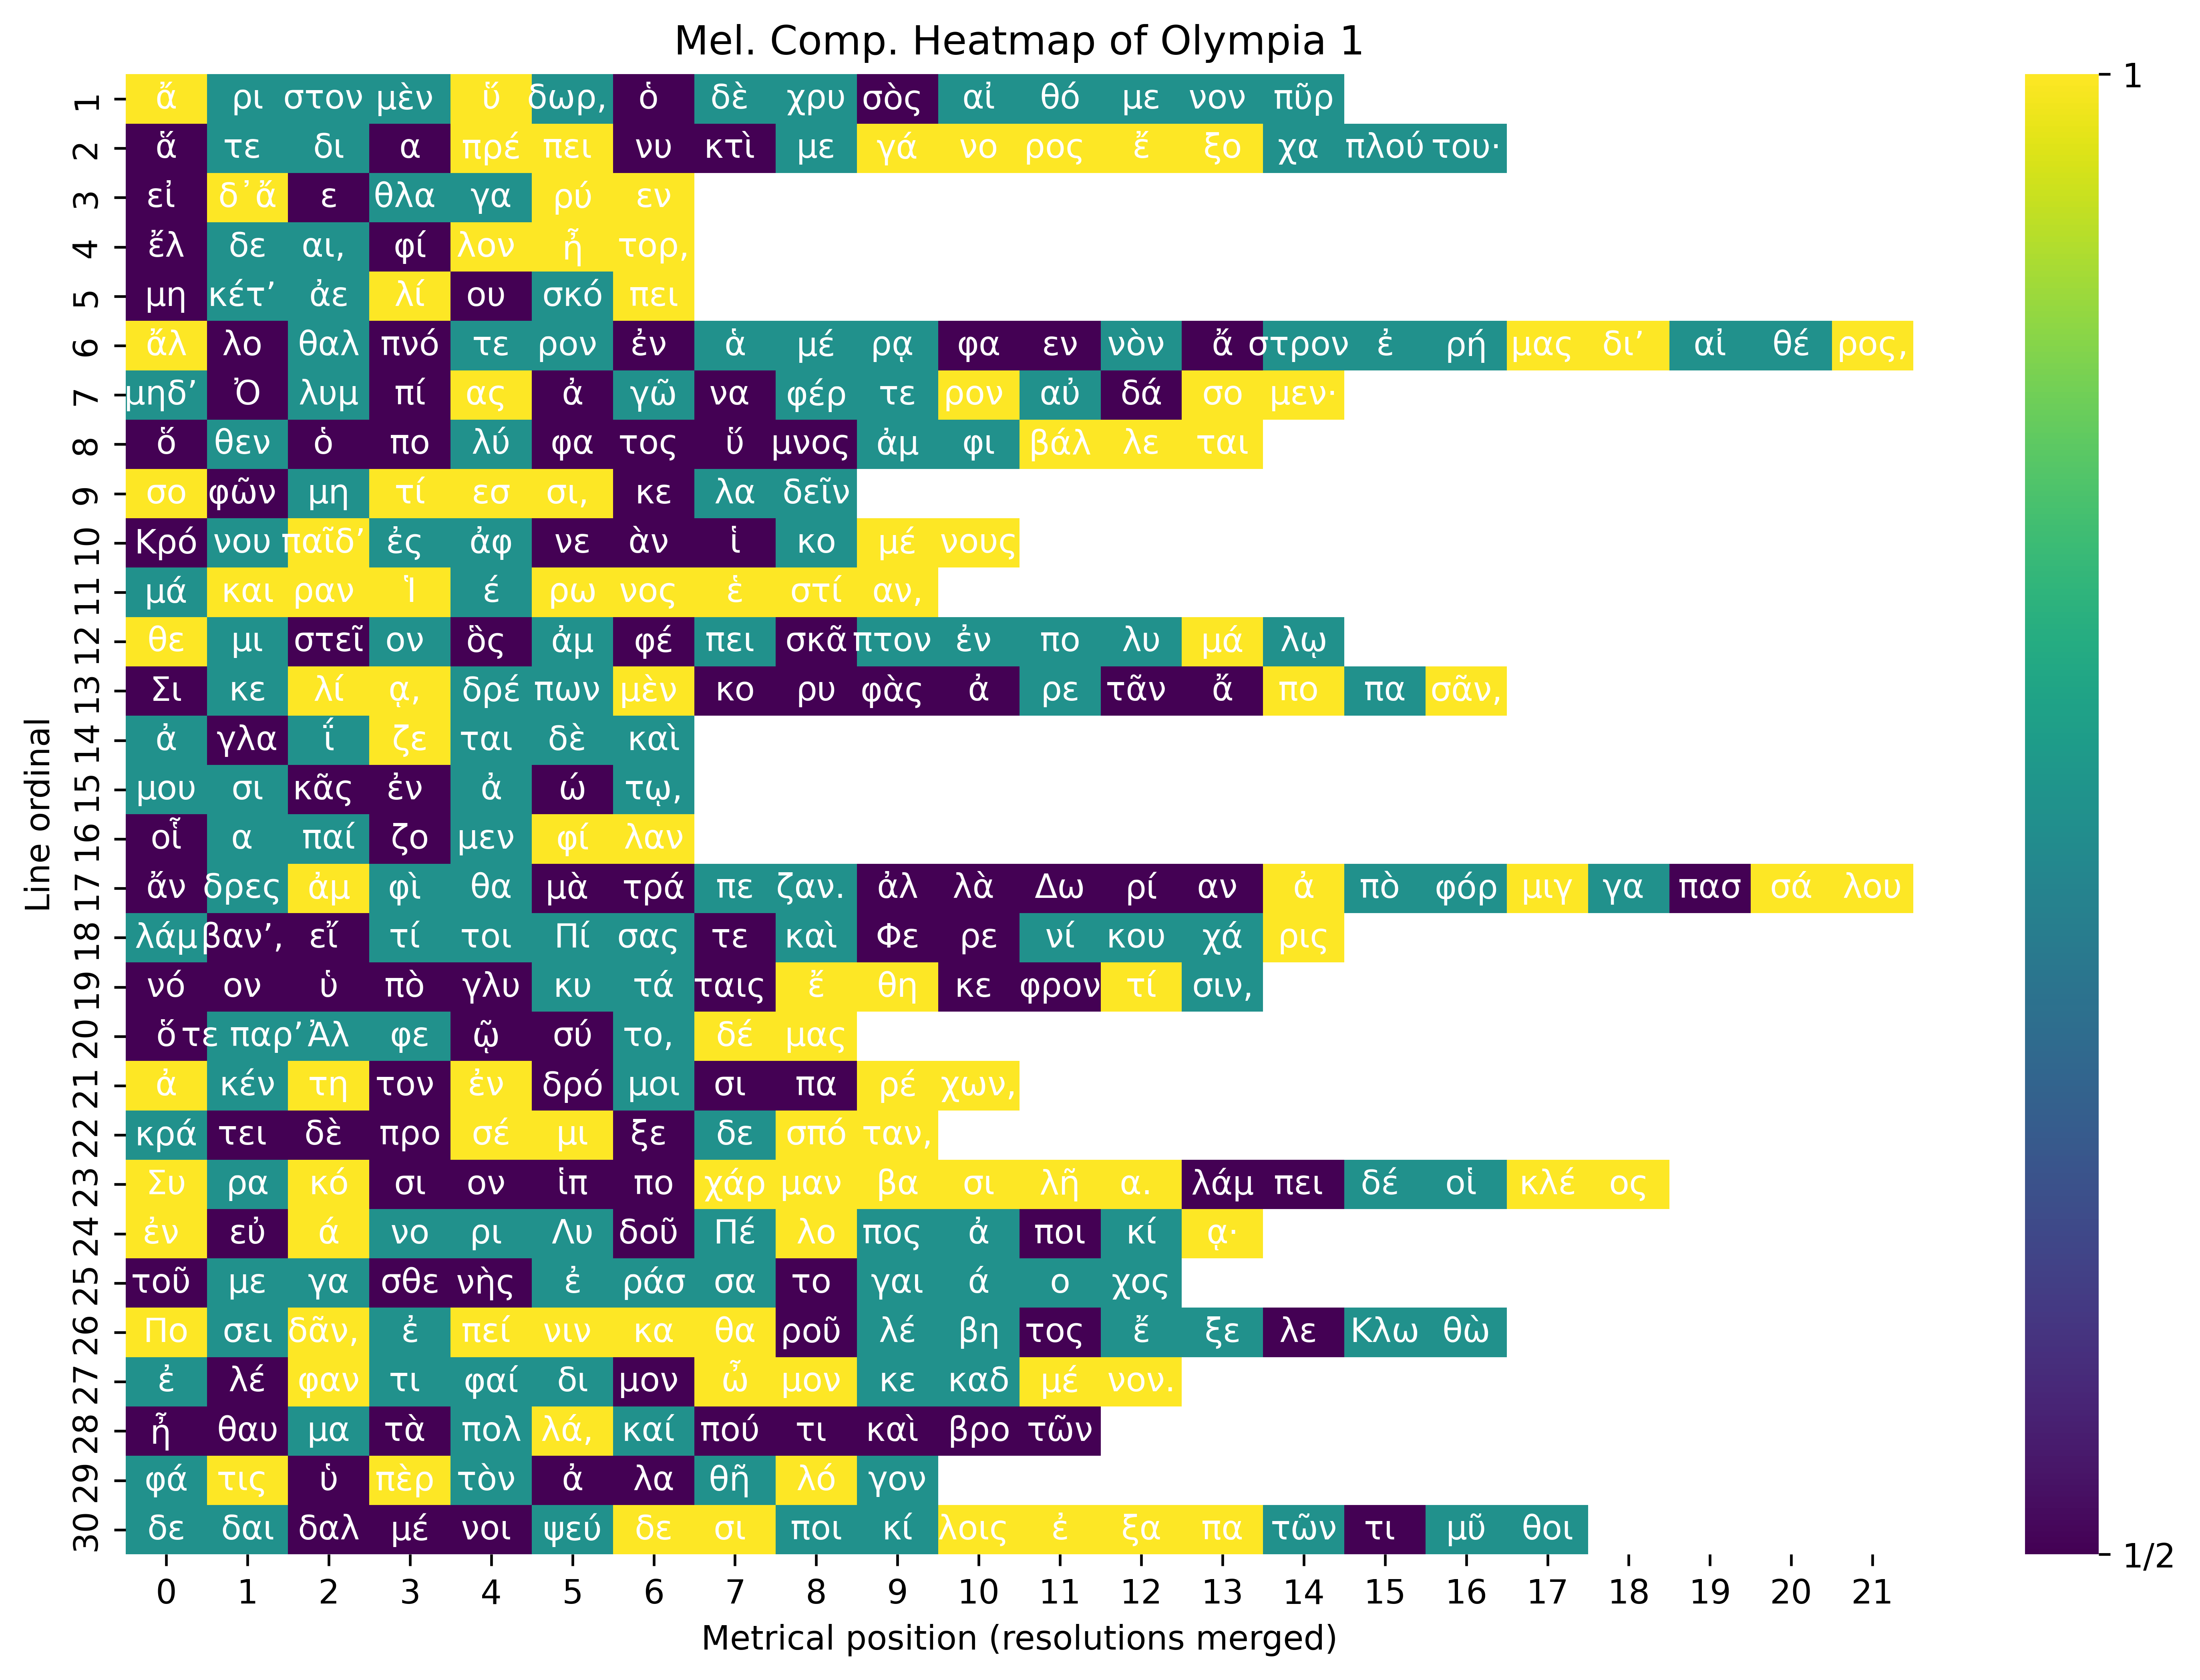 Mel. Comp. Heatmap of Olympia 1
1 ἄ ρι στον μὲν ὕ δωρ, ὁ δὲ χρυ σὸς αἰ θό με νον πῦρ
2 ἅ τε δι α πρέ πει νυ κτὶ με γά νο ρος ἔ ξο χα πλού του·
3 εἰ δ᾽ἄ ε θλα γα ρύ εν
4 ἔλ δε αι, φί λον ἦ τορ,
5 μη κέτ’ ἀε λί ου σκό πει
6 ἄλ λο θαλ πνό τε ρον ἐν ἁ μέ ρᾳ φα εν νὸν ἄ στρον ἐ ρή μας δι’ αἰ θέ ρος,
7 μηδ’ Ὀ λυμ πί ας ἀ γῶ να φέρ τε ρον αὐ δά σο μεν·
8 ὅ θεν ὁ πο λύ φα τος ὕ μνος ἀμ φι βάλ λε ται
9 σο φῶν μη τί εσ σι, κε λα δεῖν
10 Κρό νου παῖδ’ ἐς ἀφ νε ὰν ἱ κο μέ νους
11 μά και ραν Ἱ έ ρω νος ἑ στί αν,
12 θε μι στεῖ ον ὃς ἀμ φέ πει σκᾶ πτον ἐν πο λυ μά λῳ
13 Σι κε λί ᾳ, δρέ πων μὲν κο ρυ φὰς ἀ ρε τᾶν ἄ πο πα σᾶν,
14 ἀ γλα ΐ ζε ται δὲ καὶ
15 μου σι κᾶς ἐν ἀ ώ τῳ,
16 οἷ α παί ζο μεν φί λαν
17 ἄν δρες ἀμ φὶ θα μὰ τρά πε ζαν. ἀλ λὰ Δω ρί αν ἀ πὸ φόρ μιγ γα πασ σά λου
18 λάμ βαν’, εἴ τί τοι Πί σας τε καὶ Φε ρε νί κου χά ρις
19 νό ον ὑ πὸ γλυ κυ τά ταις ἔ θη κε φρον τί σιν,
20 ὅ τε παρ’ Ἀλ φε ῷ σύ το, δέ μας
21 ἀ κέν τη τον ἐν δρό μοι σι πα ρέ χων,
22 κρά τει δὲ προ σέ μι ξε δε σπό ταν,
23 Συ ρα κό σι ον ἱπ πο χάρ μαν βα σι λῆ α. λάμ πει δέ οἱ κλέ ος
24 ἐν εὐ ά νο ρι Λυ δοῦ Πέ λο πος ἀ ποι κί ᾳ·
25 τοῦ με γα σθε νὴς ἐ ράσ σα το γαι ά ο χος
26 Πο σει δᾶν, ἐ πεί νιν κα θα ροῦ λέ βη τος ἔ ξε λε Κλω θὼ
27 ἐ λέ φαν τι φαί δι μον ὦ μον κε καδ μέ νον.
28 ἦ θαυ μα τὰ πολ λά, καί πού τι καὶ βρο τῶν
29 φά τις ὑ πὲρ τὸν ἀ λα θῆ λό γον
30 δε δαι δαλ μέ νοι ψεύ δε σι ποι κί λοις ἐ ξα πα τῶν τι μῦ θοι
0 1 2 3 4 5 6 7 8 9 10 11 12 13 14 15 16 17 18 19 20 21
Metrical position (resolutions merged)
Line ordinal
1
1/2